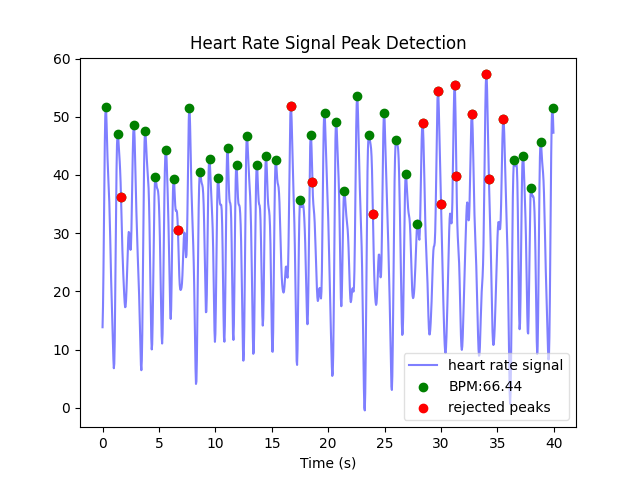 Heart Rate Signal Peak Detection
60
50
40
30
20
10
0
0 5 10 15 20 25 30 35 40
Time (s)
heart rate signal
BPM:66.44
rejected peaks